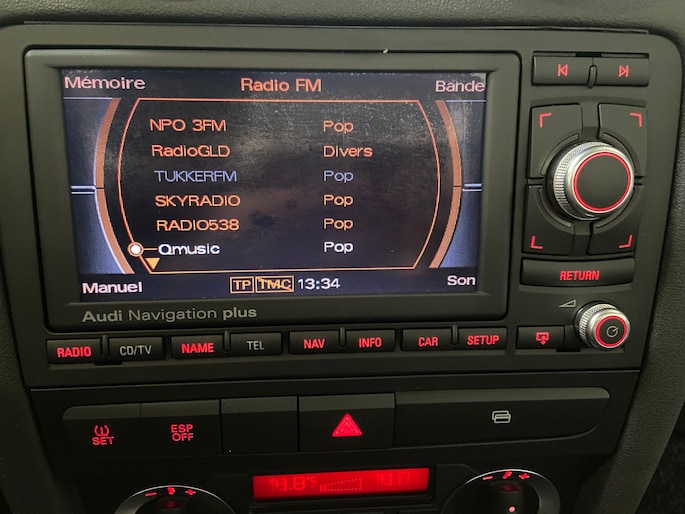 Mémoire Radio FM Bande
NPO 3FM Pop
RadioGLD Divers
TUKKERFM Pop
SKYRADIO Pop
RADIO538 Pop
Qmusic Pop
Manuel TP TMC 13:34 Son
Audi Navigation plus
RETURN
RADIO CD/TV NAME TEL NAV INFO CAR SETUP
SET
ESP
OFF